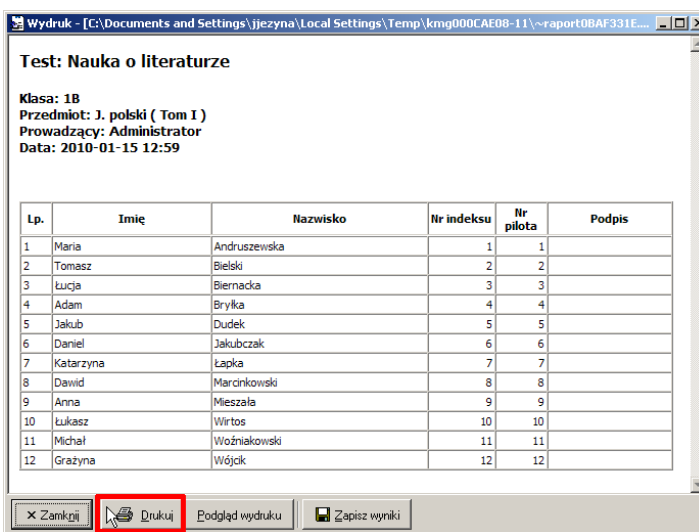 Wydruk - [C:\Documents and Settings\jjezyna\Local Settings\Temp\kmg000CAE08-11\~raport0BAF331E....
Test: Nauka o literaturze
Klasa: 1B
Przedmiot: J. polski ( Tom I )
Prowadzący: Administrator
Data: 2010-01-15 12:59
Lp. Imię Nazwisko Nr indeksu Nr pilota Podpis
1 Maria Andruszewska 1 1
2 Tomasz Bielski 2 2
3 Łucja Biernacka 3 3
4 Adam Bryłka 4 4
5 Jakub Dudek 5 5
6 Daniel Jakubczak 6 6
7 Katarzyna Łapka 7 7
8 Dawid Marcinkowski 8 8
9 Anna Mieszała 9 9
10 Łukasz Wirtos 10 10
11 Michał Woźniakowski 11 11
12 Grażyna Wójcik 12 12
Zamknij Drukuj Podgląd wydruku Zapisz wyniki